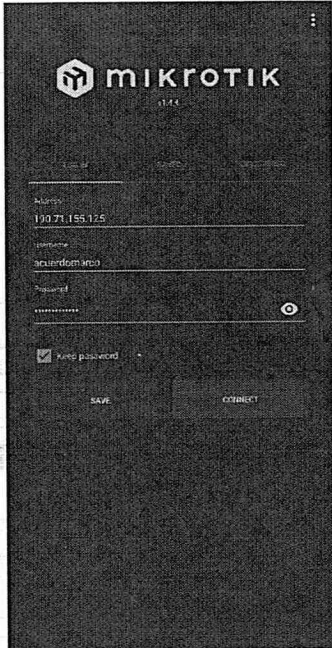 mikrotik
Address
190.71.155.125
Username
acuerdomarco
Password
Keep password
SAVE
CONNECT